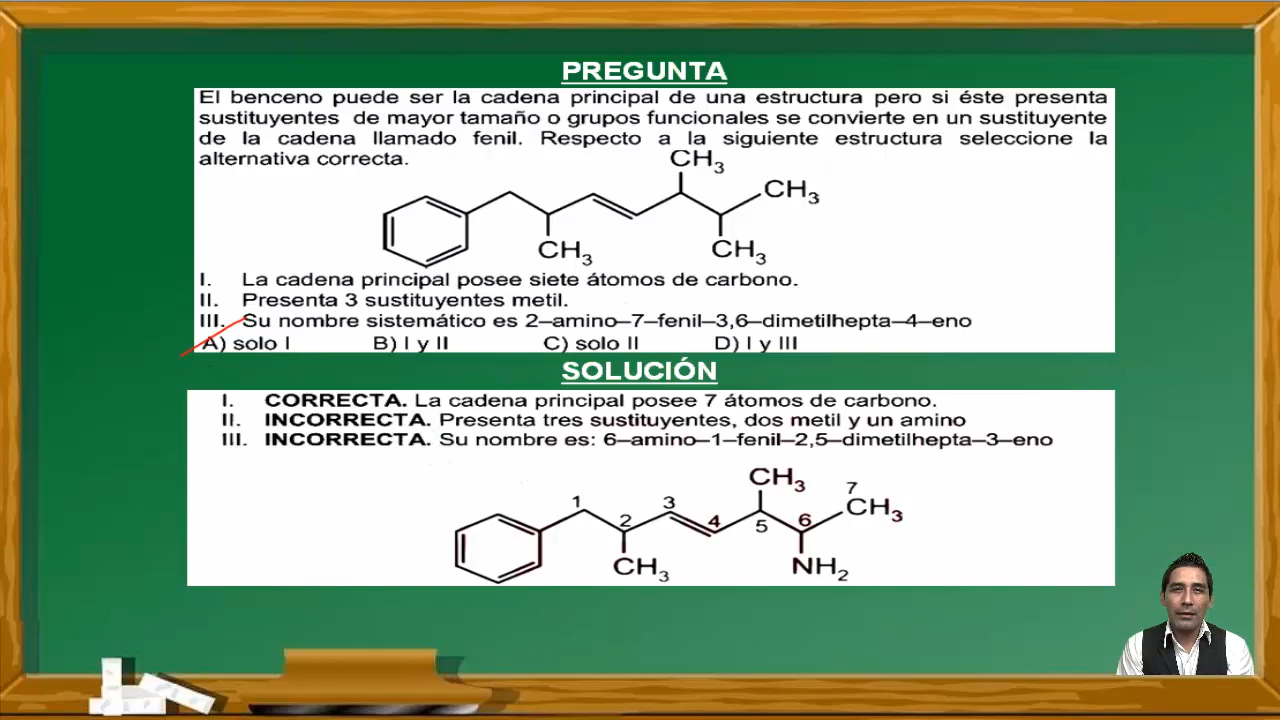 PREGUNTA
El benceno puede ser la cadena principal de una estructura pero si éste presenta
sustituyentes de mayor tamaño o grupos funcionales se convierte en un sustituyente
de la cadena llamado fenil. Respecto a la siguiente estructura seleccione la
alternativa correcta.
CH3
CH3
CH3
CH3
I. La cadena principal posee siete átomos de carbono.
II. Presenta 3 sustituyentes metil.
III. Su nombre sistemático es 2–amino–7–fenil–3,6–dimetilhepta–4–eno
A) solo I B) I y II C) solo II D) I y III
SOLUCIÓN
I. CORRECTA. La cadena principal posee 7 átomos de carbono.
II. INCORRECTA. Presenta tres sustituyentes, dos metil y un amino
III. INCORRECTA. Su nombre es: 6–amino–1–fenil–2,5–dimetilhepta–3–eno
CH3
1 3 7
CH3
2 4 5 6
CH3 NH2